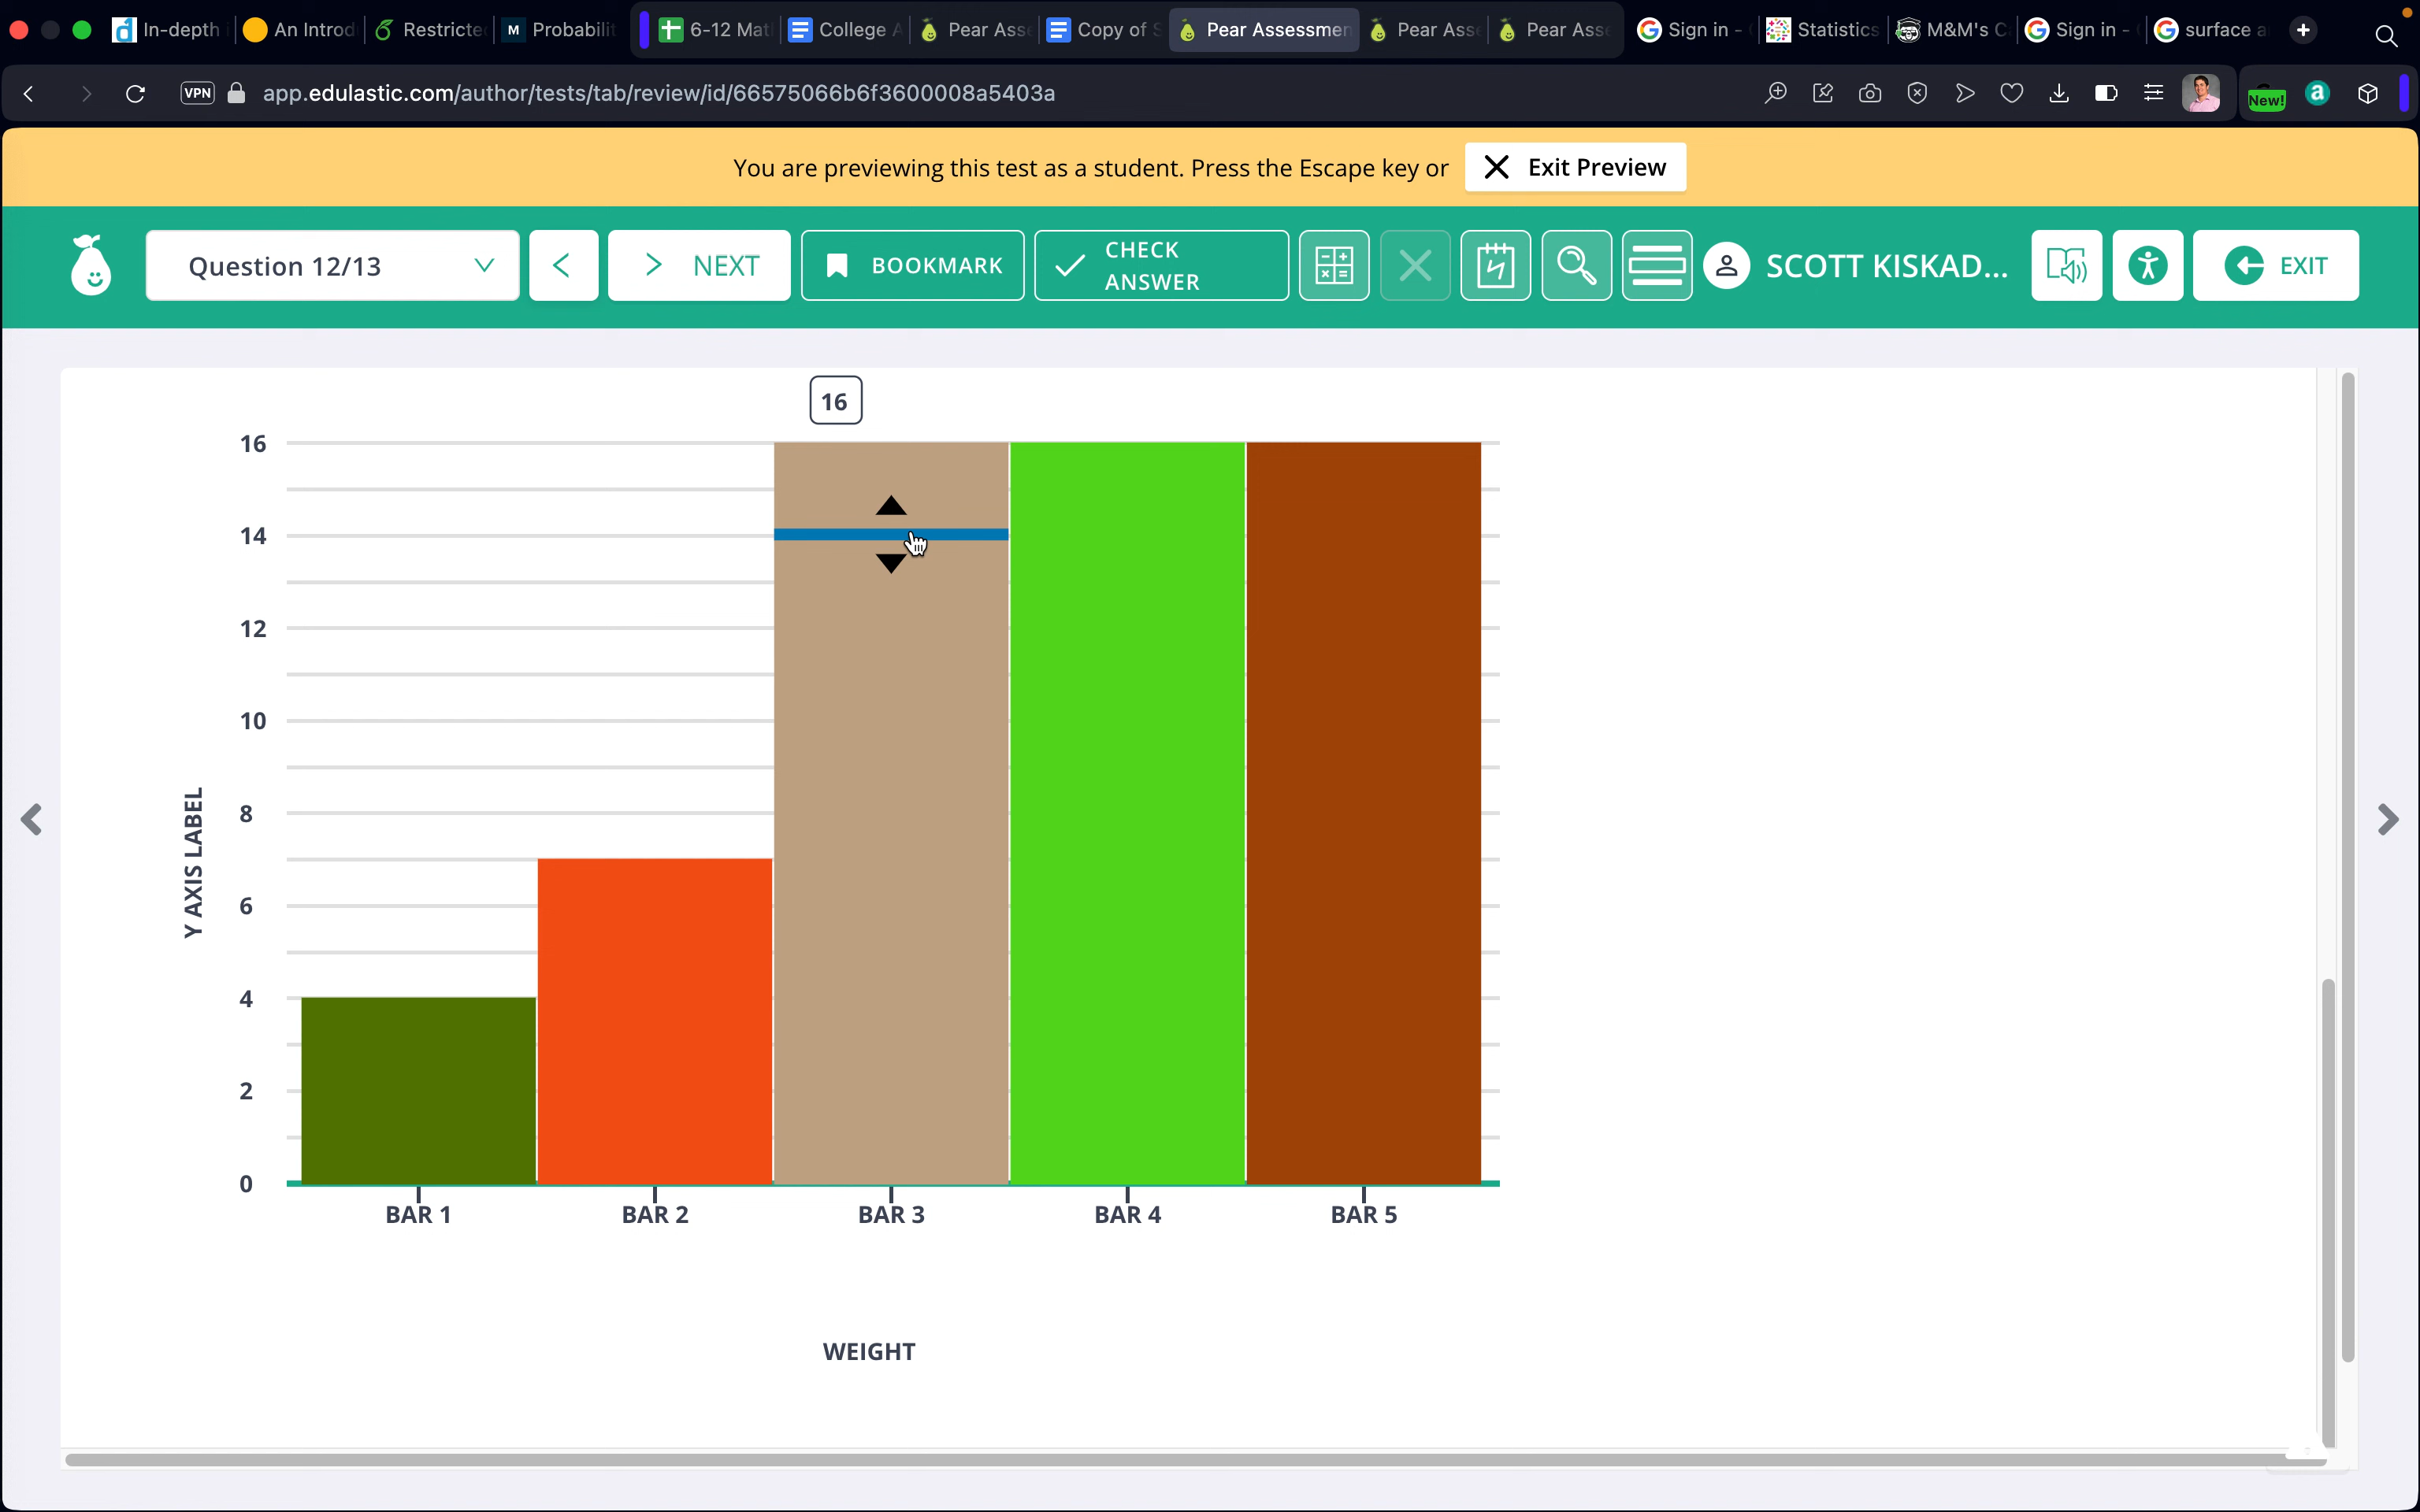 In-depth An Introd Restricte M Probabilit 6-12 Mat College A Pear Asse Copy of S Pear Assessmen Pear Asse Pear Asse Sign in - Statistics M&M's C Sign in - surface a
VPN app.edulastic.com/author/tests/tab/review/id/66575066b6f3600008a5403a New! a
You are previewing this test as a student. Press the Escape key or Exit Preview
Question 12/13 NEXT BOOKMARK CHECK ANSWER SCOTT KISKAD... EXIT
16
16
14
12
10
8
6
4
2
0
Y AXIS LABEL
BAR 1 BAR 2 BAR 3 BAR 4 BAR 5
WEIGHT